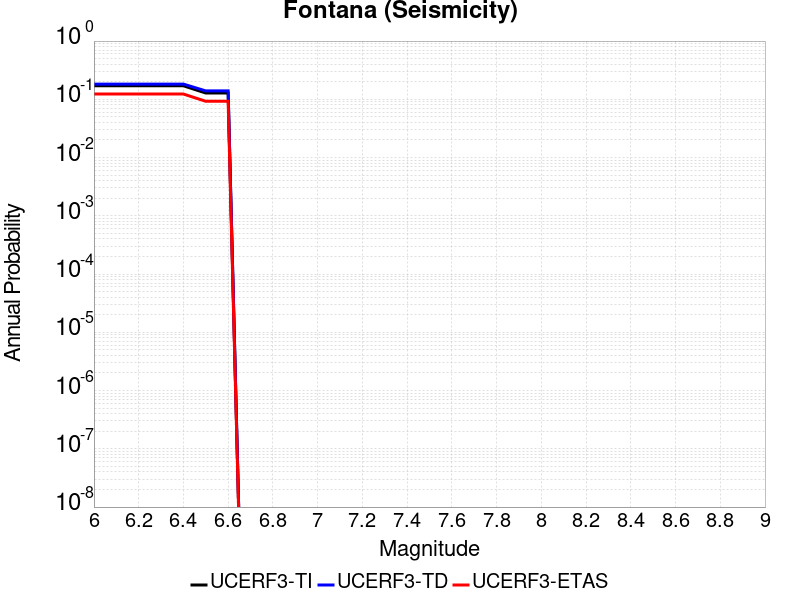 Fontana (Seismicity)
Annual Probability
10^0
10^-1
10^-2
10^-3
10^-4
10^-5
10^-6
10^-7
10^-8
6 6.2 6.4 6.6 6.8 7 7.2 7.4 7.6 7.8 8 8.2 8.4 8.6 8.8 9
Magnitude
UCERF3-TI UCERF3-TD UCERF3-ETAS